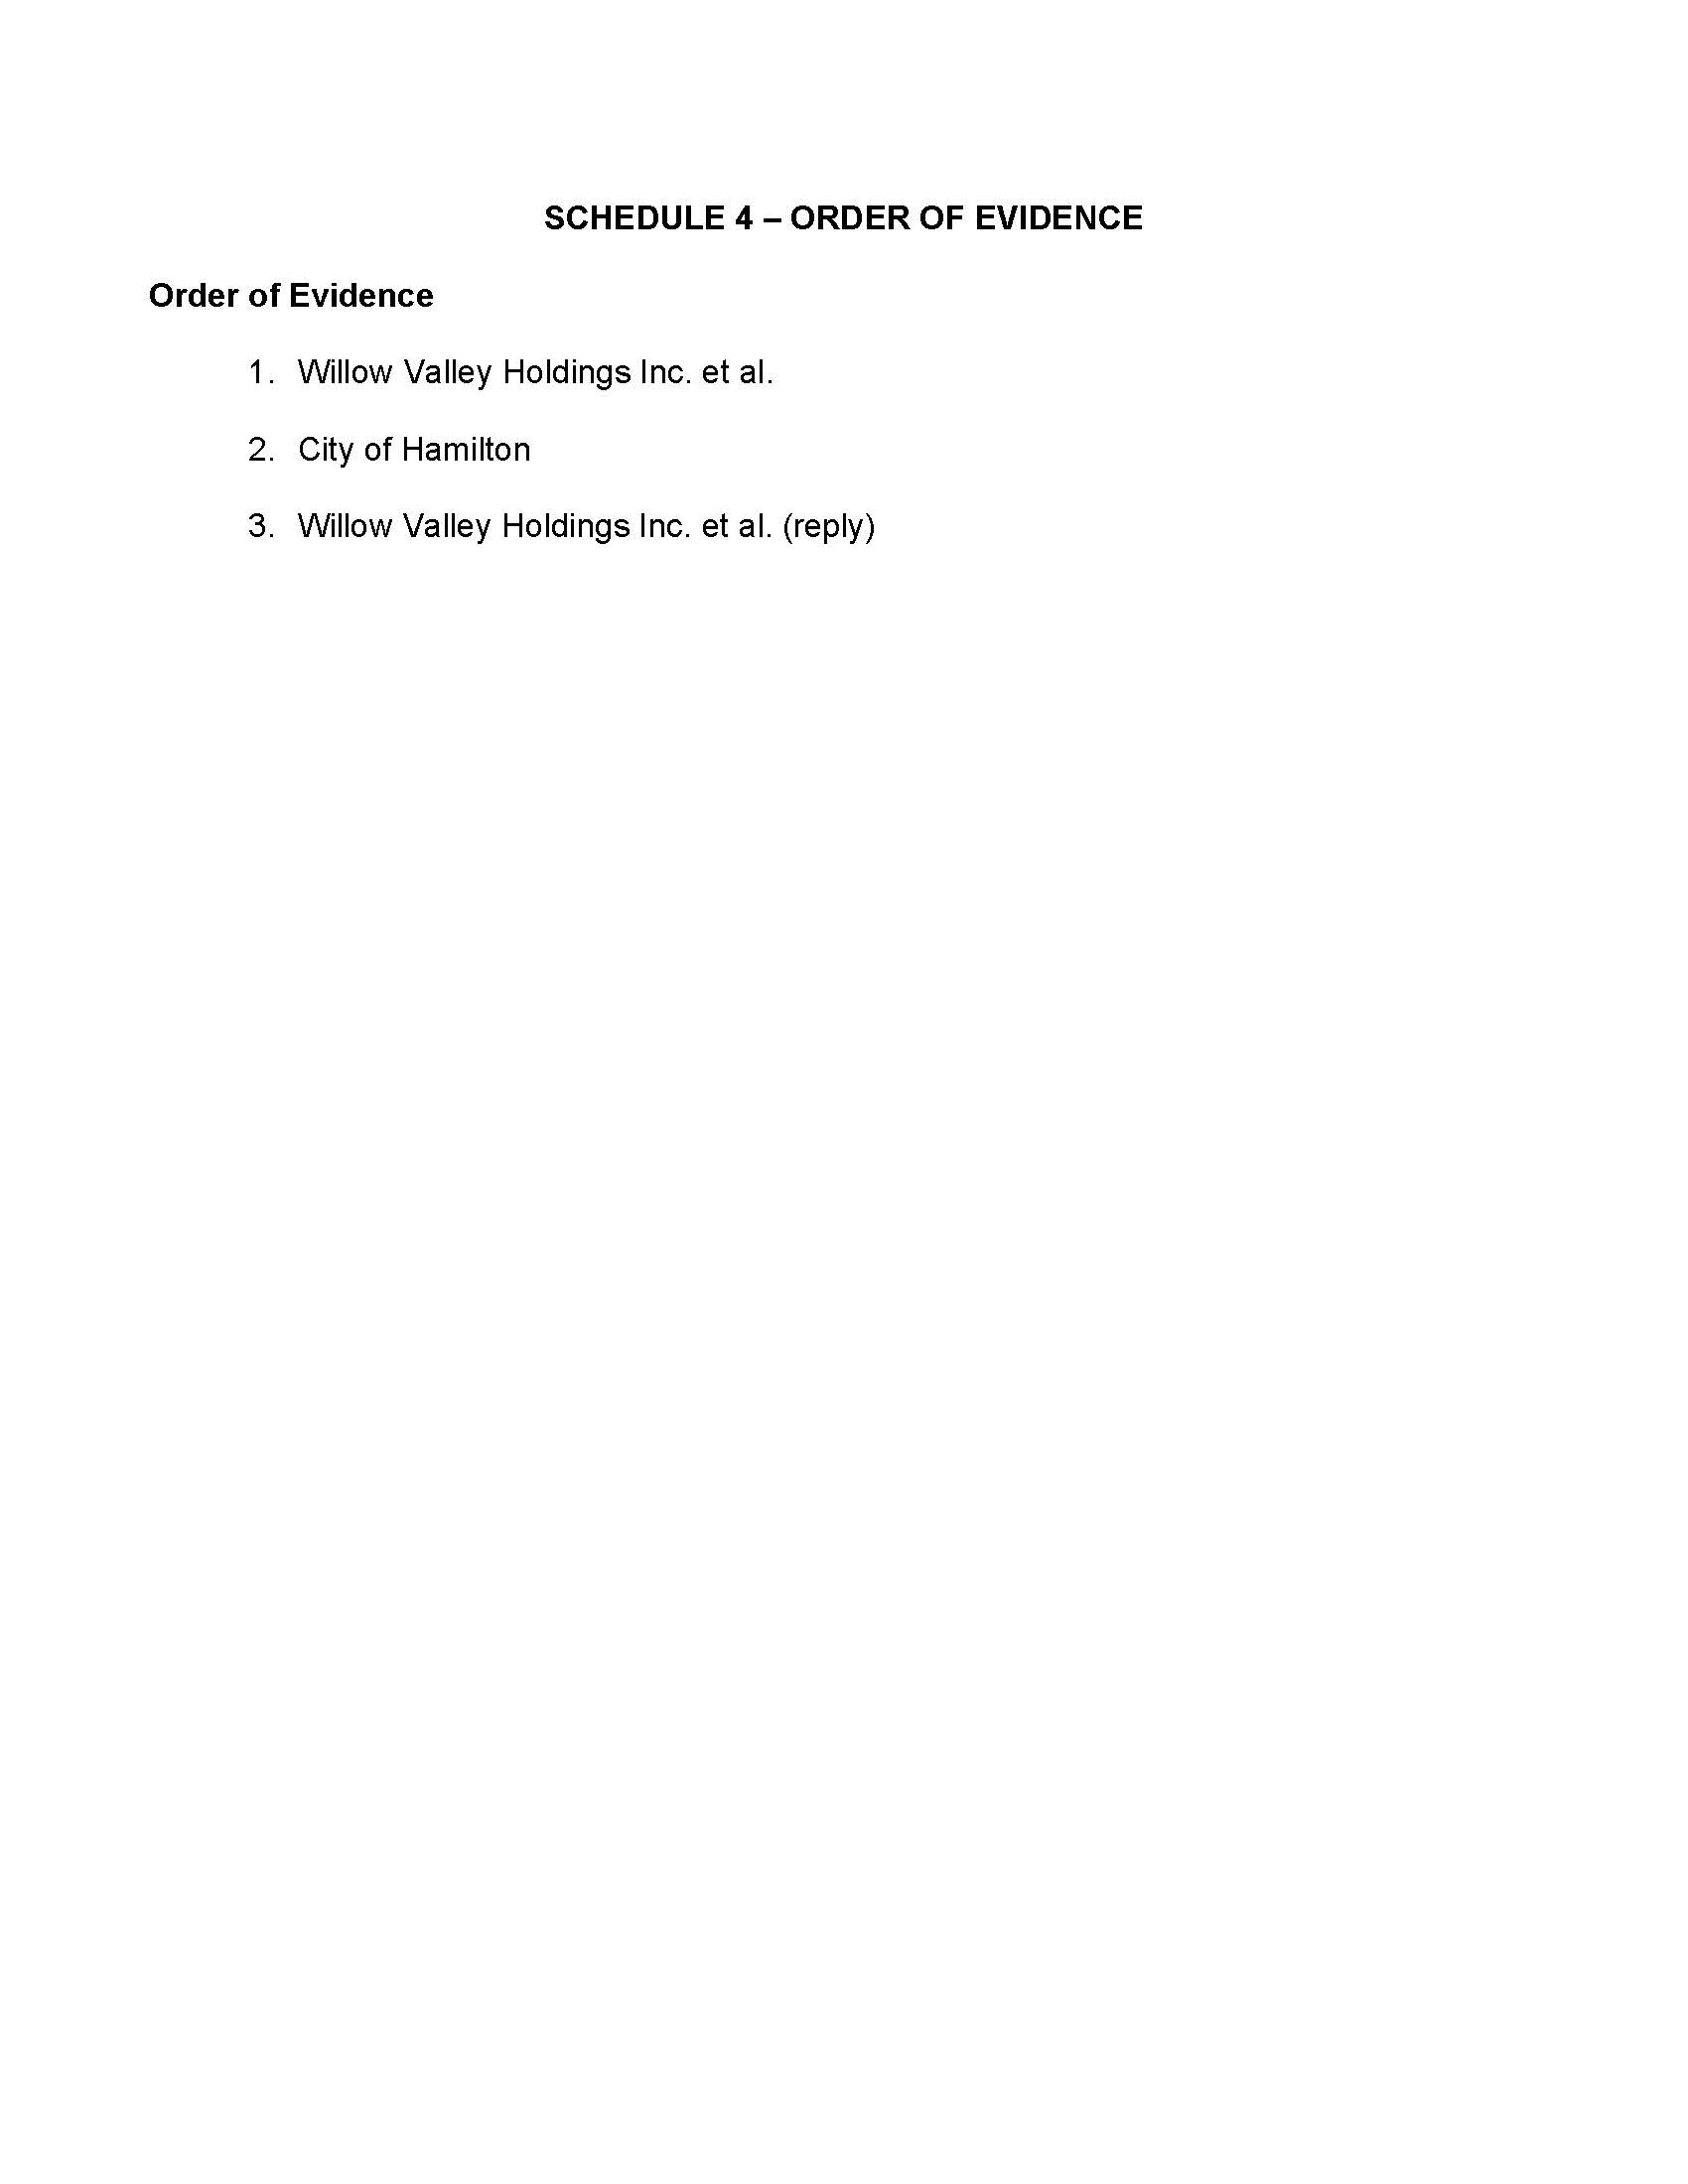 SCHEDULE 4 – ORDER OF EVIDENCE
Order of Evidence
1. Willow Valley Holdings Inc. et al.
2. City of Hamilton
3. Willow Valley Holdings Inc. et al. (reply)